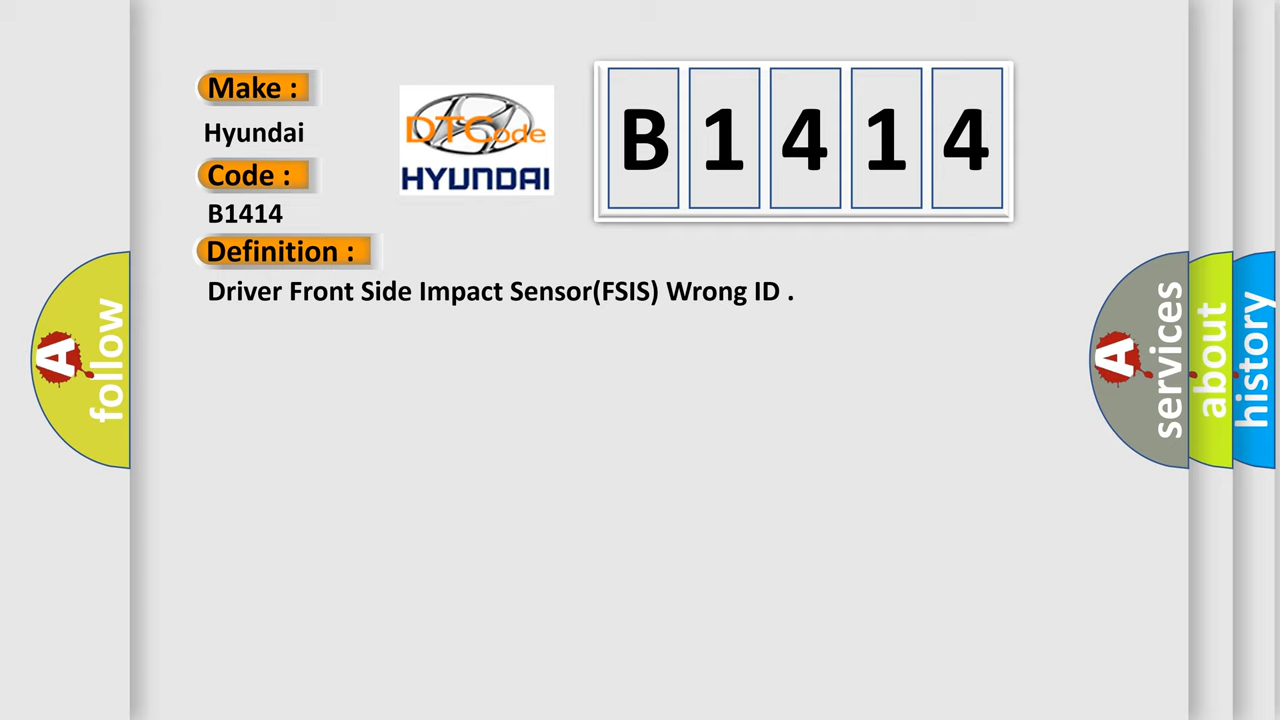 Make :
Hyundai
Code :
B1414
Definition :
Driver Front Side Impact Sensor(FSIS) Wrong ID .
DTCode
HYUNDAI
B 1 4 1 4
A
follow
A
services
about
history